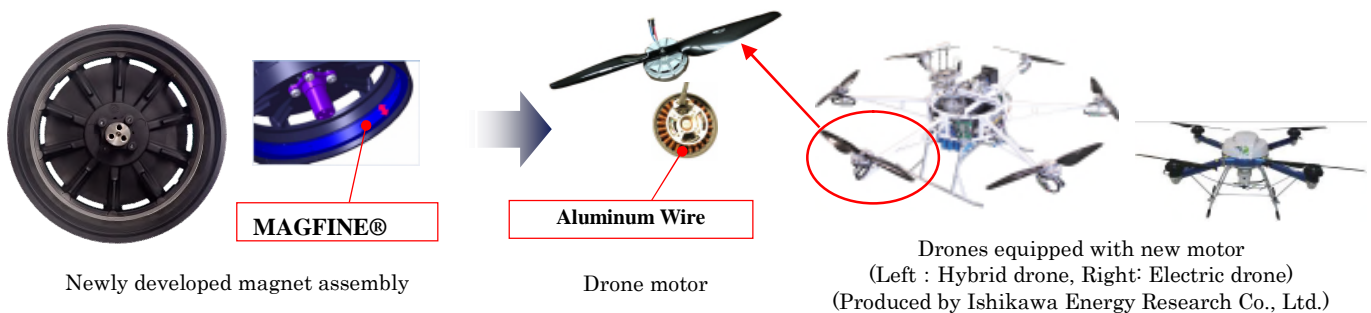 MAGFINE®
Aluminum Wire
Newly developed magnet assembly
Drone motor
Drones equipped with new motor
(Left : Hybrid drone, Right: Electric drone)
(Produced by Ishikawa Energy Research Co., Ltd.)